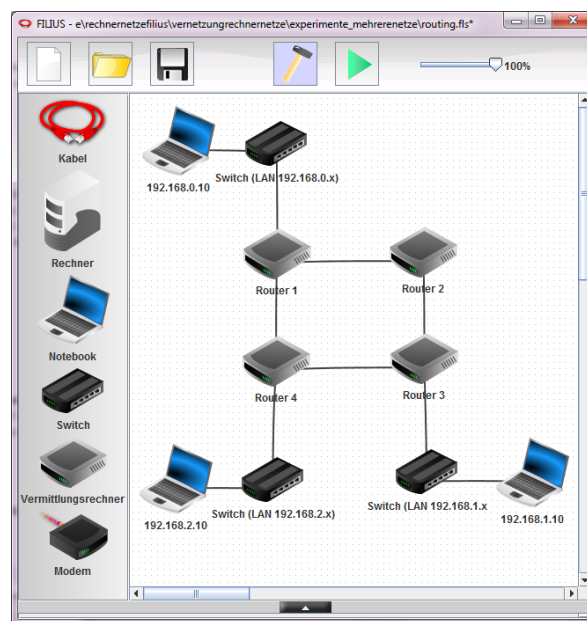 FILIUS - e\rechnernetzefilius\vernetzungrechnernetze\experimente_mehrerenetze\routing.fls*
100%
Kabel
Rechner
Notebook
Switch
Vermittlungsrechner
Modem
192.168.0.10
Switch (LAN 192.168.0.x)
Router 1
Router 2
Router 4
Router 3
192.168.2.10
Switch (LAN 192.168.2.x)
Switch (LAN 192.168.1.x
192.168.1.10